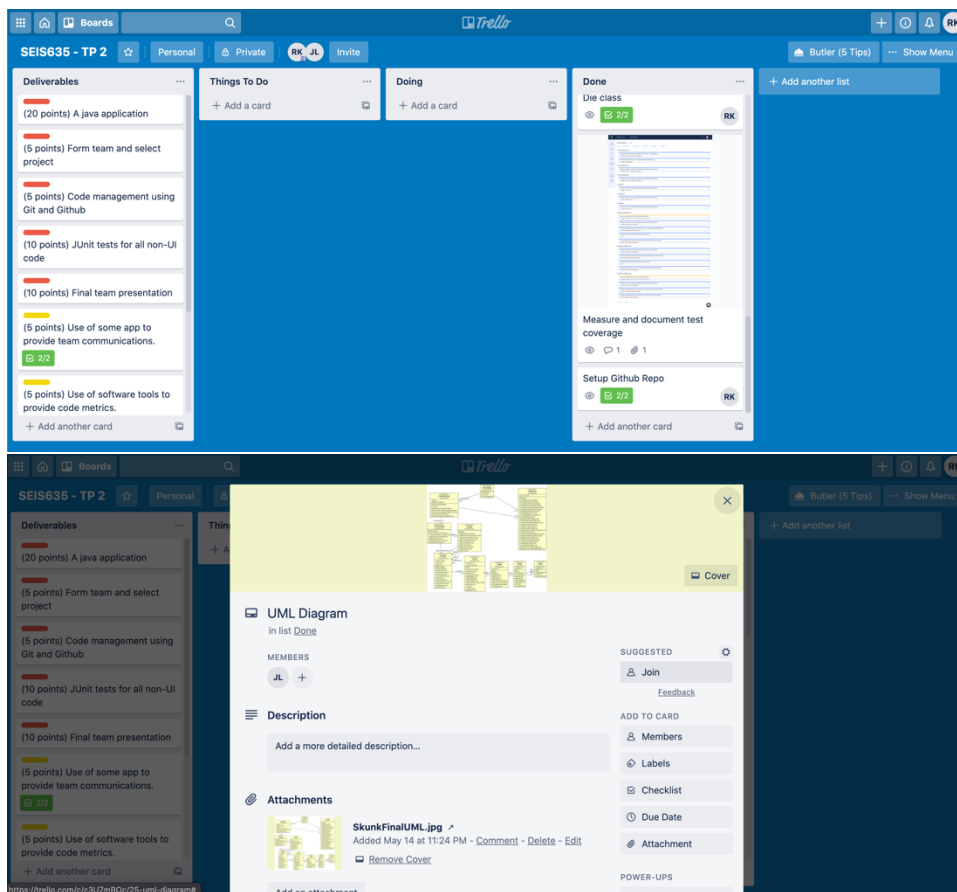 Boards
Trello
RK
SEIS635 - TP 2
Personal
Private
RK
JL
Invite
Butler (5 Tips)
··· Show Menu
Deliverables
···
(20 points) A java application
(5 points) Form team and select
project
(5 points) Code management using
Git and Github
(10 points) JUnit tests for all non-UI
code
(10 points) Final team presentation
(5 points) Use of some app to
provide team communications.
2/2
(5 points) Use of software tools to
provide code metrics.
+ Add another card
Things To Do
···
+ Add a card
Doing
···
+ Add a card
Done
···
Die class
2/2
RK
Measure and document test
coverage
1
1
Setup Github Repo
2/2
RK
+ Add another card
+ Add another list
Boards
Trello
RK
SEIS635 - TP 2
Personal
Butler (5 Tips)
··· Show Menu
Deliverables
···
(20 points) A java application
(5 points) Form team and select
project
(5 points) Code management using
Git and Github
(10 points) JUnit tests for all non-UI
code
(10 points) Final team presentation
(5 points) Use of some app to
provide team communications.
2/2
(5 points) Use of software tools to
provide code metrics.
+ Add another card
https://trello.com/c/c3U7mBQc/25-uml-diagram#
Thin
+ A
+ Add another list
Cover
UML Diagram
in list Done
MEMBERS
JL
+
Description
Add a more detailed description...
Attachments
SkunkFinalUML.jpg ↗
Added May 14 at 11:24 PM - Comment - Delete - Edit
Remove Cover
Add an attachment
SUGGESTED
Join
Feedback
ADD TO CARD
Members
Labels
Checklist
Due Date
Attachment
POWER-UPS